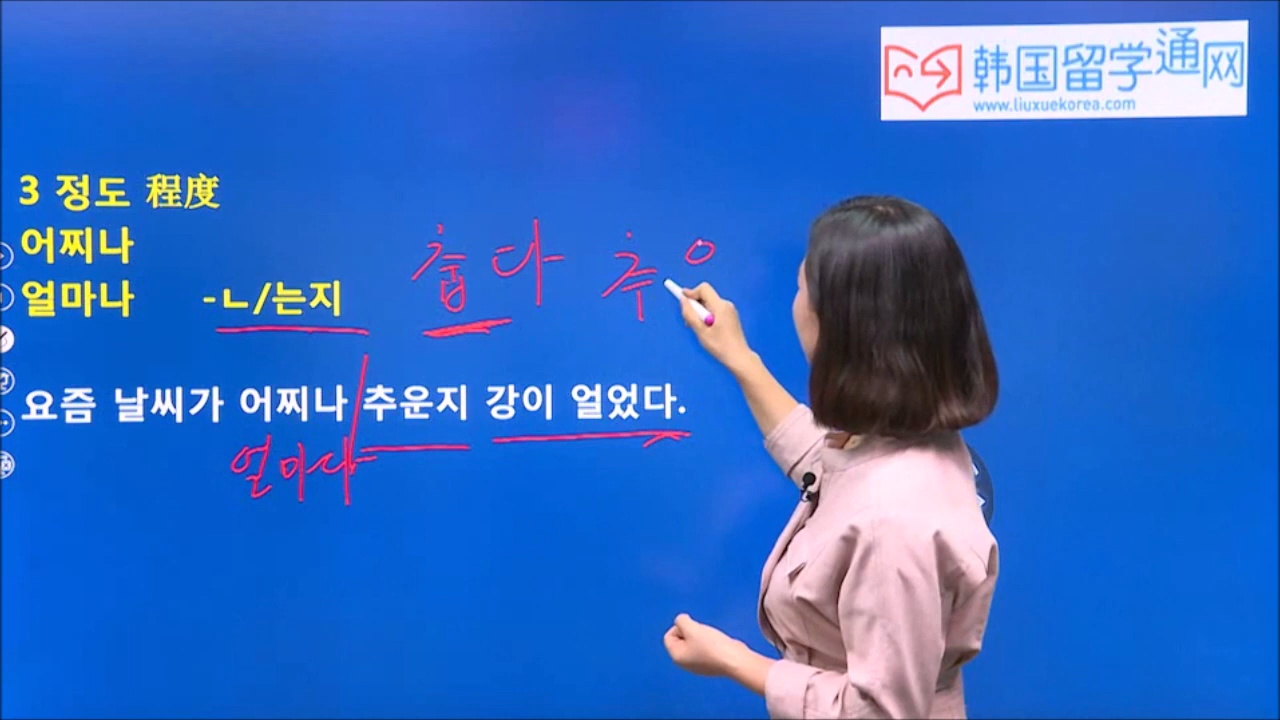 韩国留学通网
www.liuxuekorea.com
3 정도 程度
어찌나
얼마나 -ㄴ/는지
춥다 추우
요즘 날씨가 어찌나 추운지 강이 얼었다.
얼마나